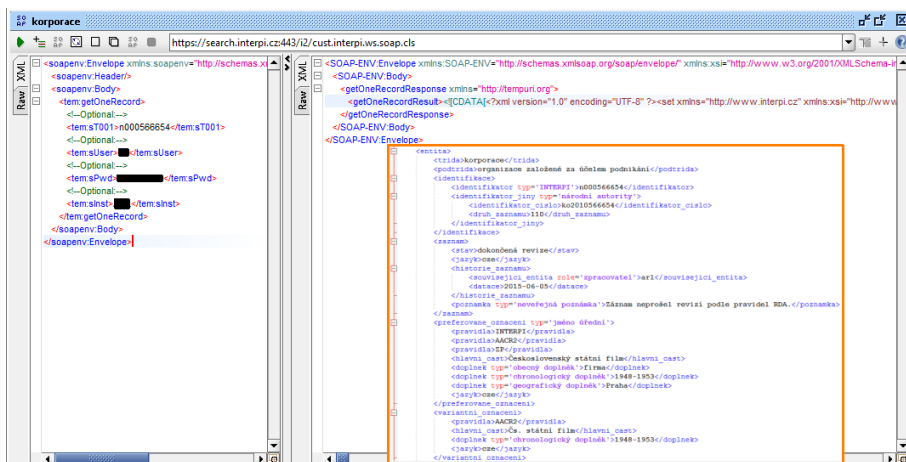 korporace
https://search.interpi.cz:443/i2/cust.interpi.ws.soap.cls
XML
Raw
<soapenv:Envelope xmlns:soapenv="http://schemas.x
<soapenv:Header/>
<soapenv:Body>
<tem:getOneRecord>
<!--Optional:-->
<tem:sT001>n000566654</tem:sT001>
<!--Optional:-->
<tem:sUser></tem:sUser>
<!--Optional:-->
<tem:sPwd></tem:sPwd>
<!--Optional:-->
<tem:sInst></tem:sInst>
</tem:getOneRecord>
</soapenv:Body>
</soapenv:Envelope>
XML
Raw
<SOAP-ENV:Envelope xmlns:SOAP-ENV="http://schemas.xmlsoap.org/soap/envelope/" xmlns:xsi="http://www.w3.org/2001/XMLSchema-in
<SOAP-ENV:Body>
<getOneRecordResponse xmlns="http://tempuri.org">
<getOneRecordResult><![CDATA[<?xml version="1.0" encoding="UTF-8" ?><set xmlns="http://www.interpi.cz" xmlns:xsi="http://www
</getOneRecordResponse>
</SOAP-ENV:Body>
</SOAP-ENV:Envelope>
<entita>
<trida>korporace</trida>
<podtrida>organizace založené za účelem podnikání</podtrida>
<identifikace>
<identifikator typ='INTERPI'>n000566654</identifikator>
<identifikator_jiny typ='národní autority'>
<identifikator_cislo>ko2010566654</identifikator_cislo>
<druh_zaznamu>110</druh_zaznamu>
</identifikator_jiny>
</identifikace>
<zaznam>
<stav>dokončená revize</stav>
<jazyk>cze</jazyk>
<historie_zaznamu>
<souvisejici_entita role='zpracovatel'>arl</souvisejici_entita>
<datace>2015-06-05</datace>
</historie_zaznamu>
<poznamka typ='neveřejná poznámka'>Záznam neprošel revizí podle pravidel RDA.</poznamka>
</zaznam>
<preferovane_oznaceni typ='jméno úřední'>
<pravidla>INTERPI</pravidla>
<pravidla>AACR2</pravidla>
<pravidla>ZP</pravidla>
<hlavni_cast>Československý státní film</hlavni_cast>
<doplnek typ='obecný doplněk'>firma</doplnek>
<doplnek typ='chronologický doplněk'>1948-1953</doplnek>
<doplnek typ='geografický doplněk'>Praha</doplnek>
<jazyk>cze</jazyk>
</preferovane_oznaceni>
<variantni_oznaceni>
<pravidla>AACR2</pravidla>
<hlavni_cast>Čs. státní film</hlavni_cast>
<doplnek typ='chronologický doplněk'>1948-1953</doplnek>
<jazyk>cze</jazyk>
</variantni_oznaceni>